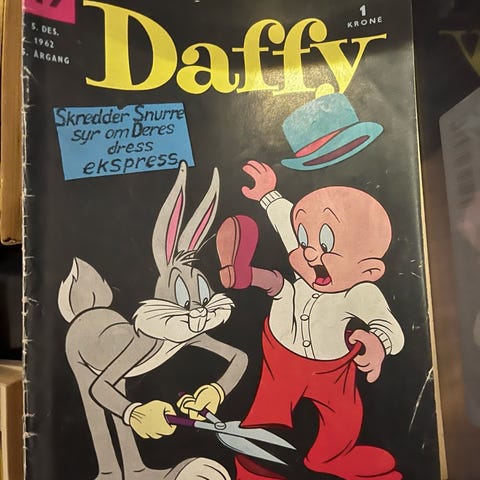 5. DES.
1962
ÅRGANG
Daffy
1
KRONE
Skredder Snurre
syr om Deres
dress
ekspress